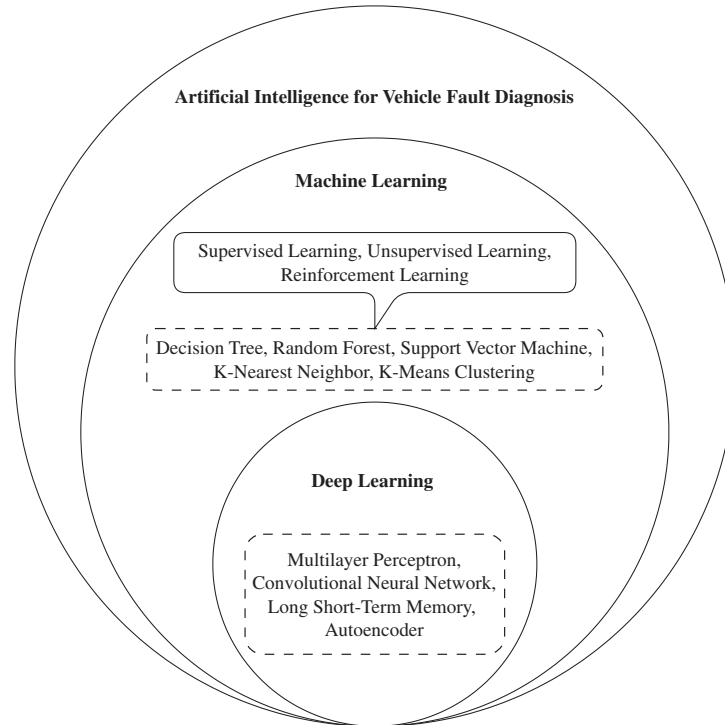 Artificial Intelligence for Vehicle Fault Diagnosis
Machine Learning
Supervised Learning, Unsupervised Learning,
Reinforcement Learning
Decision Tree, Random Forest, Support Vector Machine,
K-Nearest Neighbor, K-Means Clustering
Deep Learning
Multilayer Perceptron,
Convolutional Neural Network,
Long Short-Term Memory,
Autoencoder